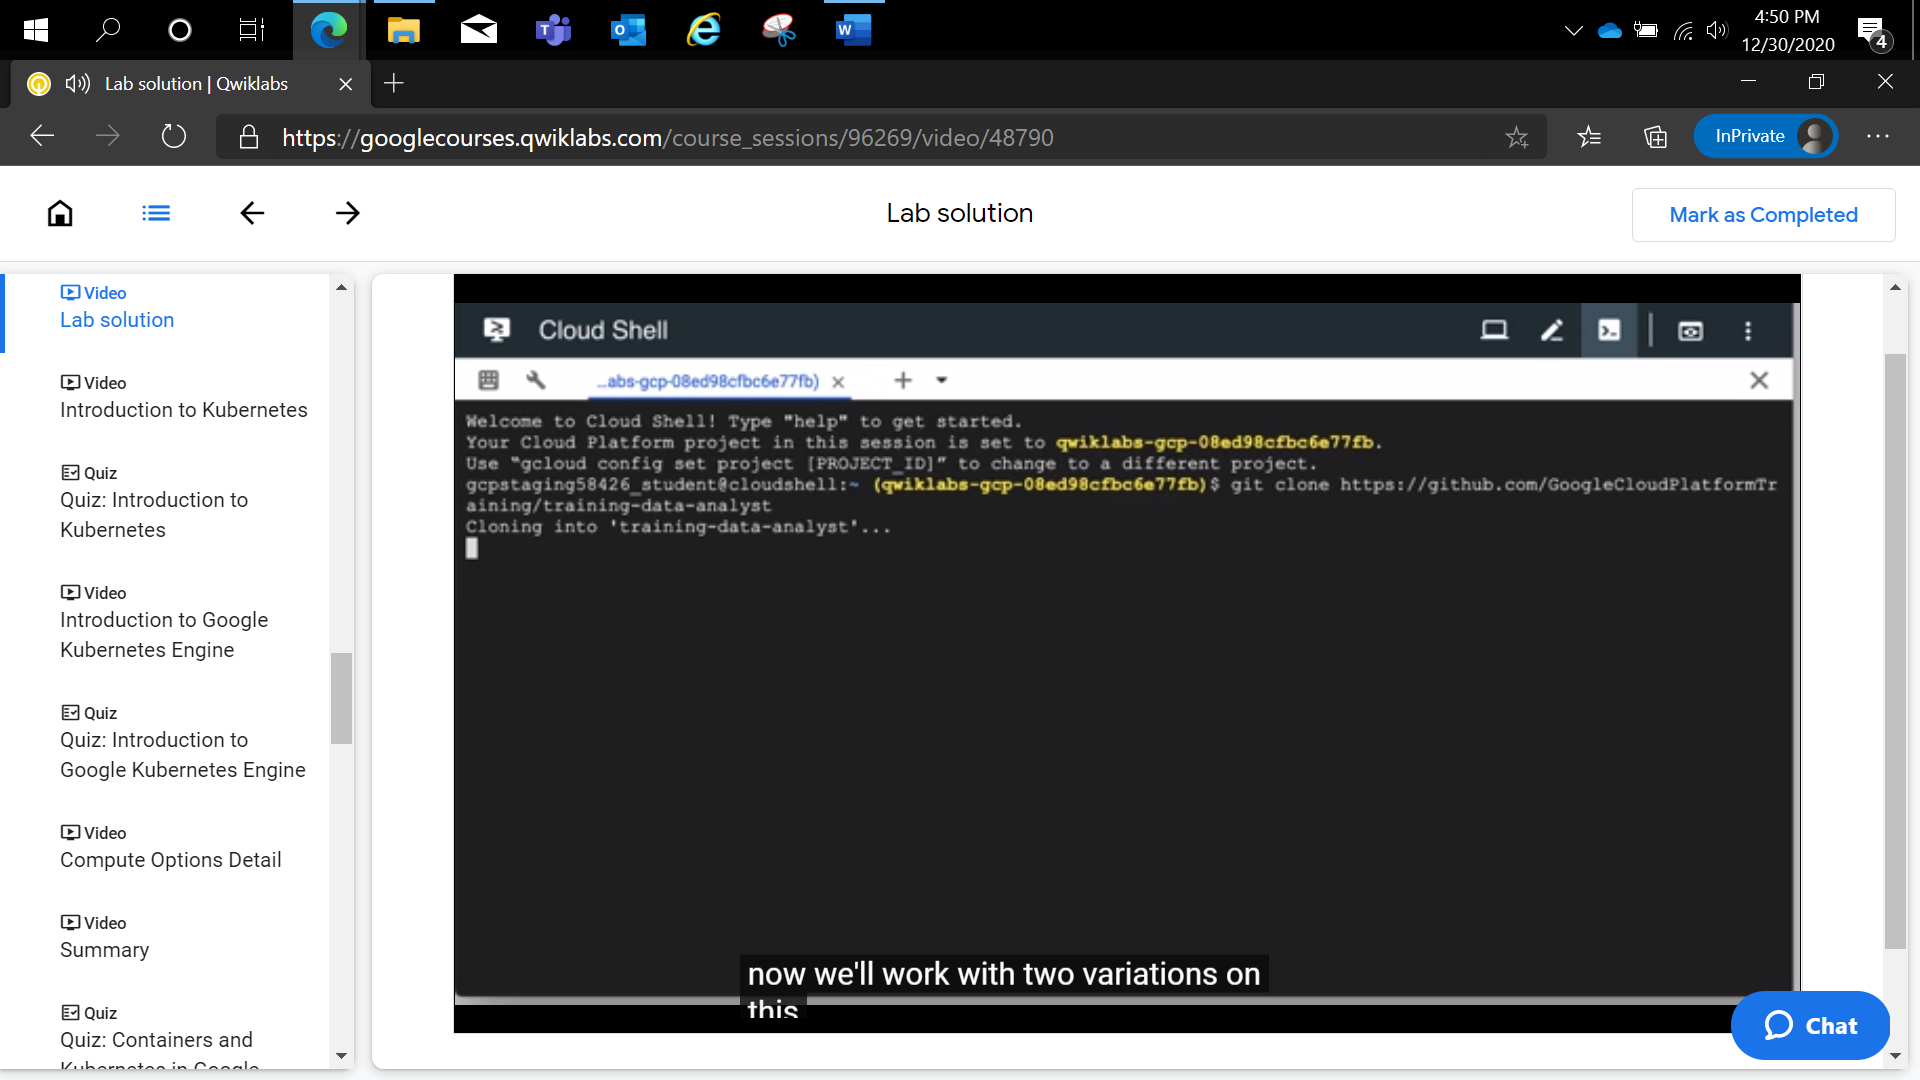 4:50 PM
12/30/2020
4
Lab solution | Qwiklabs
https://googlecourses.qwiklabs.com/course_sessions/96269/video/48790
InPrivate
Lab solution
Mark as Completed
Video
Lab solution
Video
Introduction to Kubernetes
Quiz
Quiz: Introduction to
Kubernetes
Video
Introduction to Google
Kubernetes Engine
Quiz
Quiz: Introduction to
Google Kubernetes Engine
Video
Compute Options Detail
Video
Summary
Quiz
Quiz: Containers and
Kubernetes in Google
Cloud Shell
...abs-gcp-08ed98cfbc6e77fb)
Welcome to Cloud Shell! Type "help" to get started.
Your Cloud Platform project in this session is set to qwiklabs-gcp-08ed98cfbc6e77fb.
Use "gcloud config set project [PROJECT_ID]" to change to a different project.
gcpstaging58426_student@cloudshell:~ (qwiklabs-gcp-08ed98cfbc6e77fb)$ git clone https://github.com/GoogleCloudPlatformTr
aining/training-data-analyst
Cloning into 'training-data-analyst'...
now we'll work with two variations on
this
Chat